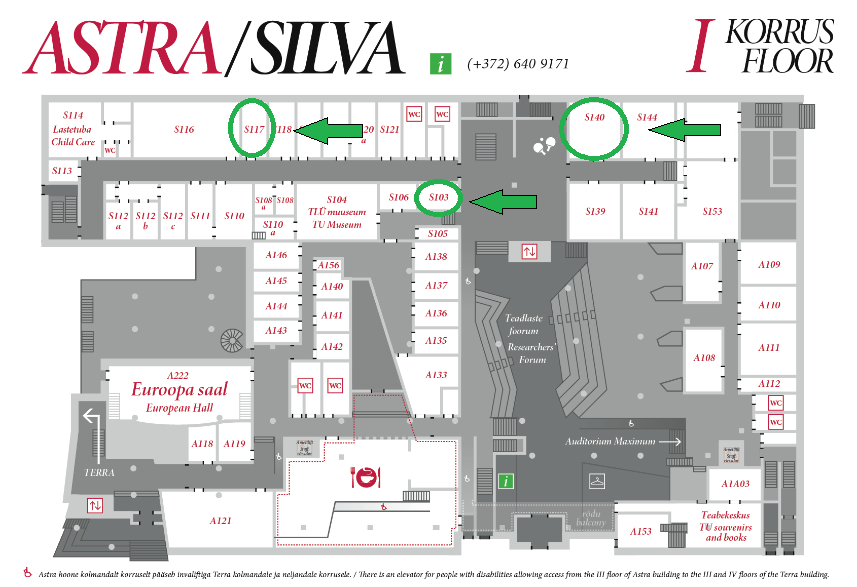 ASTRA/SILVA
i (+372) 640 9171
I KORRUS
FLOOR
S114
Lastetuba
Child Care
S116
S117
S121
WC
WC
S140
S144
WC
S113
S112
a
S112
b
S112
c
S111
S110
S108
a
S108
S110
a
S104
TLÜ muuseum
TU Museum
S106
S103
S105
S139
S141
S153
A146
A145
A144
A143
A156
A140
A141
A142
A138
A137
A136
A135
A133
WC
WC
Teadlaste
foorum
Researchers'
Forum
A107
A108
A109
A110
A111
A112
WC
WC
A222
Euroopa saal
European Hall
A118
A119
TERRA
A121
Auditorium Maximum
i
rõdu
balcony
A1A03
A153
Teabekeskus
TU souvenirs
and books
Astra hoone kolmandalt korruselt pääseb invaliftiga Terra kolmandale ja neljandale korrusele. / There is an elevator for people with disabilities allowing access from the III floor of Astra building to the III and IV floors of the Terra building.